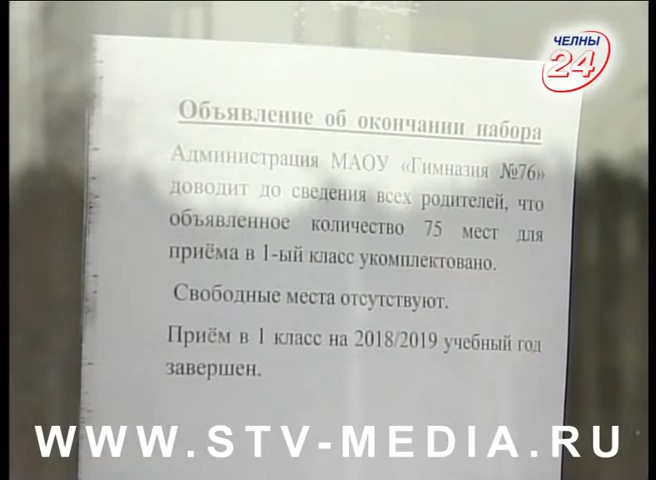 ЧЕЛНЫ
24
Объявление об окончании набора
Администрация МАОУ «Гимназия №76»
доводит до сведения всех родителей, что
объявленное количество 75 мест для
приёма в 1-ый класс укомплектовано.
Свободные места отсутствуют.
Приём в 1 класс на 2018/2019 учебный год
завершен.
WWW.STV-MEDIA.RU